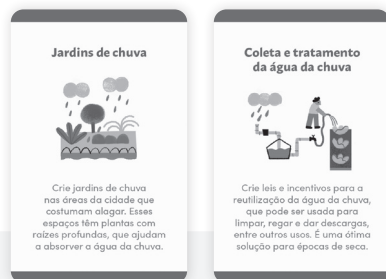 Jardins de chuva
Crie jardins de chuva
nas áreas da cidade que
costumam alagar. Esses
espaços têm plantas com
raízes profundas, que ajudam
a absorver a água da chuva.
Coleta e tratamento
da água da chuva
Crie leis e incentivos para a
reutilização da água da chuva,
que pode ser usada para
limpar, regar e dar descargas,
entre outros usos. É uma ótima
solução para épocas de seca.